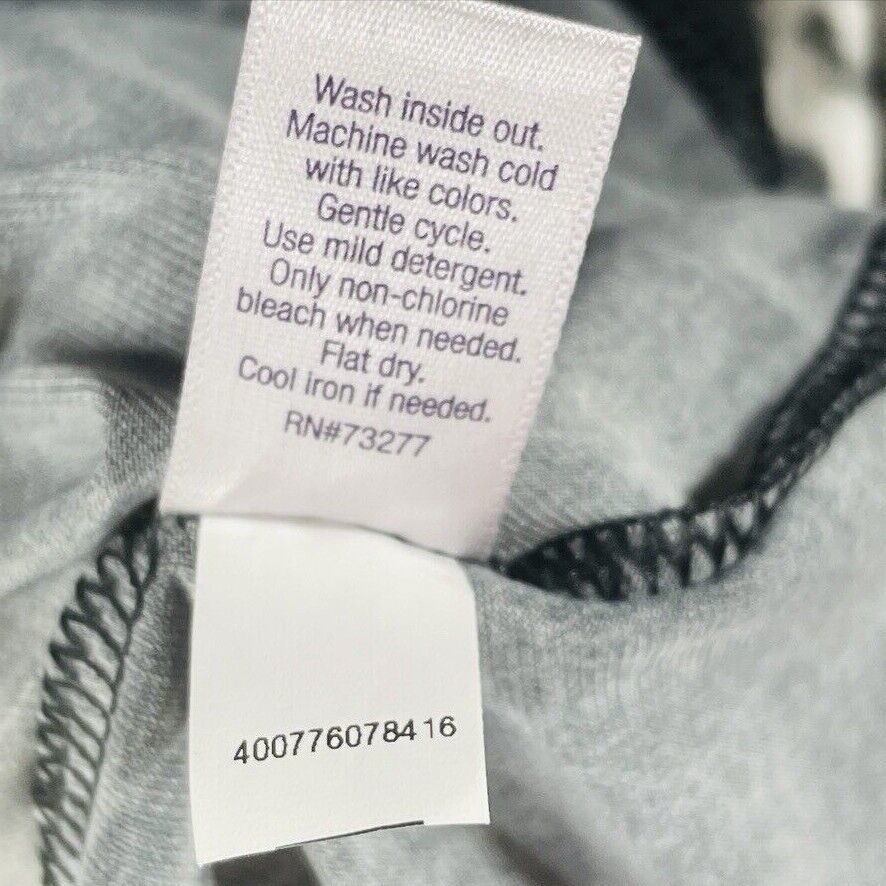 Wash inside out.
Machine wash cold
with like colors.
Gentle cycle.
Use mild detergent.
Only non-chlorine
bleach when needed.
Flat dry.
Cool iron if needed.
RN#73277
400776078416